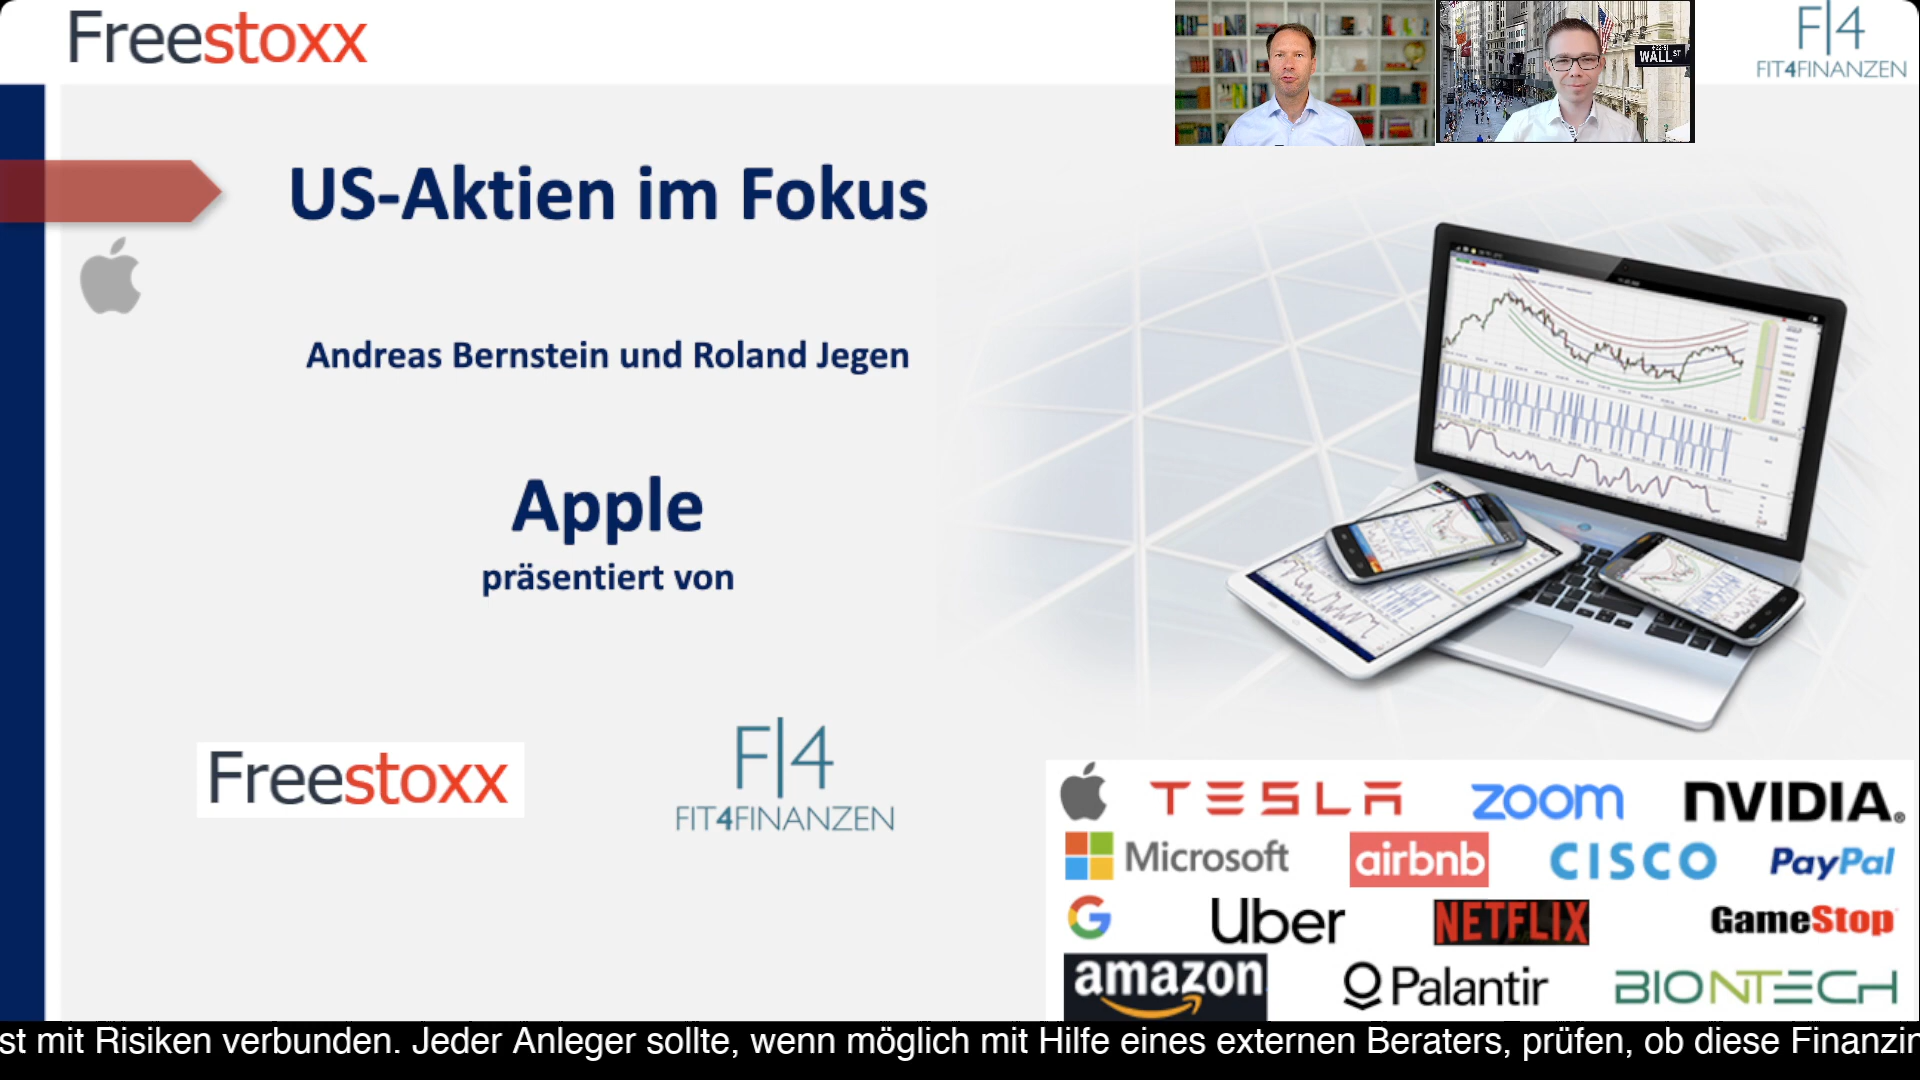 Freestoxx
WALL ST
F|4
FIT4FINANZEN
US-Aktien im Fokus
Andreas Bernstein und Roland Jegen
Apple
präsentiert von
Freestoxx
F|4
FIT4FINANZEN
TESLA
zoom
NVIDIA®
Microsoft
airbnb
CISCO
PayPal
G
Uber
NETFLIX
GameStop
amazon
Palantir
BIONTECH
st mit Risiken verbunden. Jeder Anleger sollte, wenn möglich mit Hilfe eines externen Beraters, prüfen, ob diese Finanzin